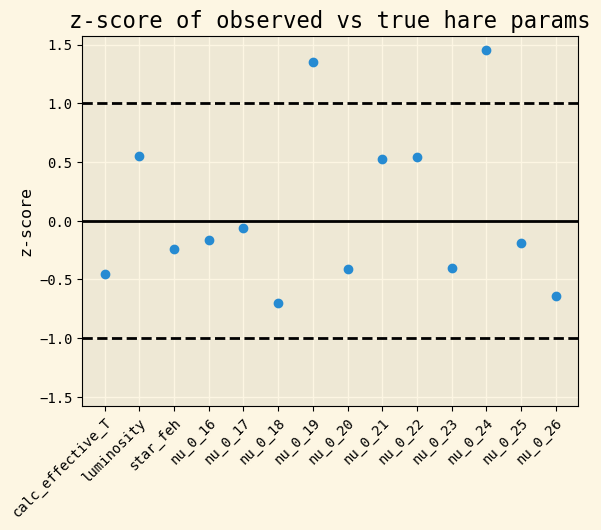 z-score of observed vs true hare params
z-score
1.5
1.0
0.5
0.0
−0.5
−1.0
−1.5
calc_effective_T
luminosity
star_feh
nu_0_16
nu_0_17
nu_0_18
nu_0_19
nu_0_20
nu_0_21
nu_0_22
nu_0_23
nu_0_24
nu_0_25
nu_0_26